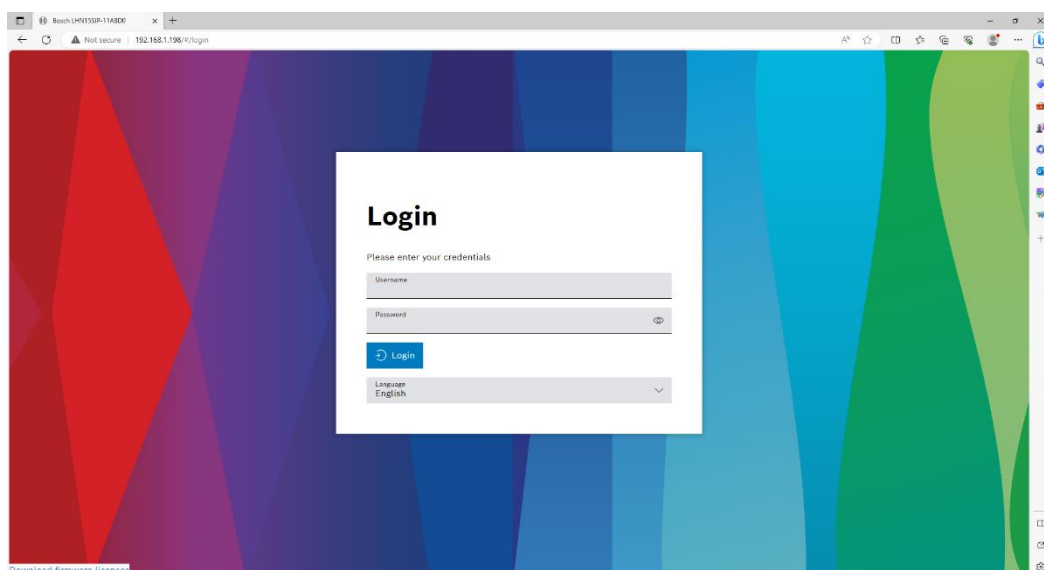 Bosch LHN15SIP-11A8D0
Not secure 192.168.1.198/#/login
Login
Please enter your credentials
Username
Password
Login
Language
English
Download firmware licenses